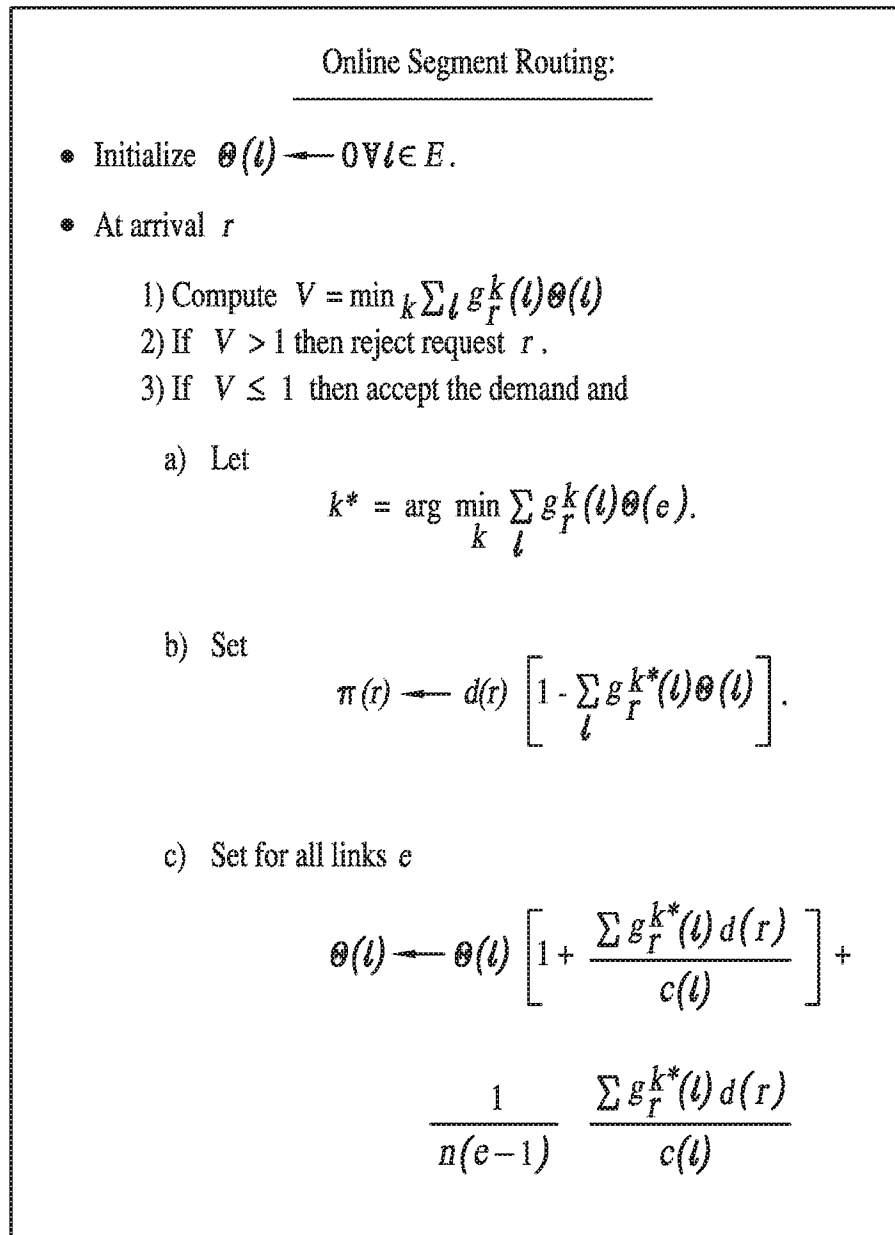 Online Segment Routing:
• Initialize Θ(ℓ) ← 0 ∀ℓ ∈ E.
• At arrival r
1) Compute V = min_k ∑_ℓ g_r^k(ℓ)Θ(ℓ)
2) If V > 1 then reject request r.
3) If V ≤ 1 then accept the demand and
a) Let
k* = arg min_k ∑_ℓ g_r^k(ℓ)Θ(e).
b) Set
π(r) ← d(r) [1 - ∑_ℓ g_r^k*(ℓ)Θ(ℓ)].
c) Set for all links e
Θ(ℓ) ← Θ(ℓ) [1 + (∑ g_r^k*(ℓ) d(r)) / c(ℓ)] +
1 / (n(e−1)) (∑ g_r^k*(ℓ) d(r)) / c(ℓ)